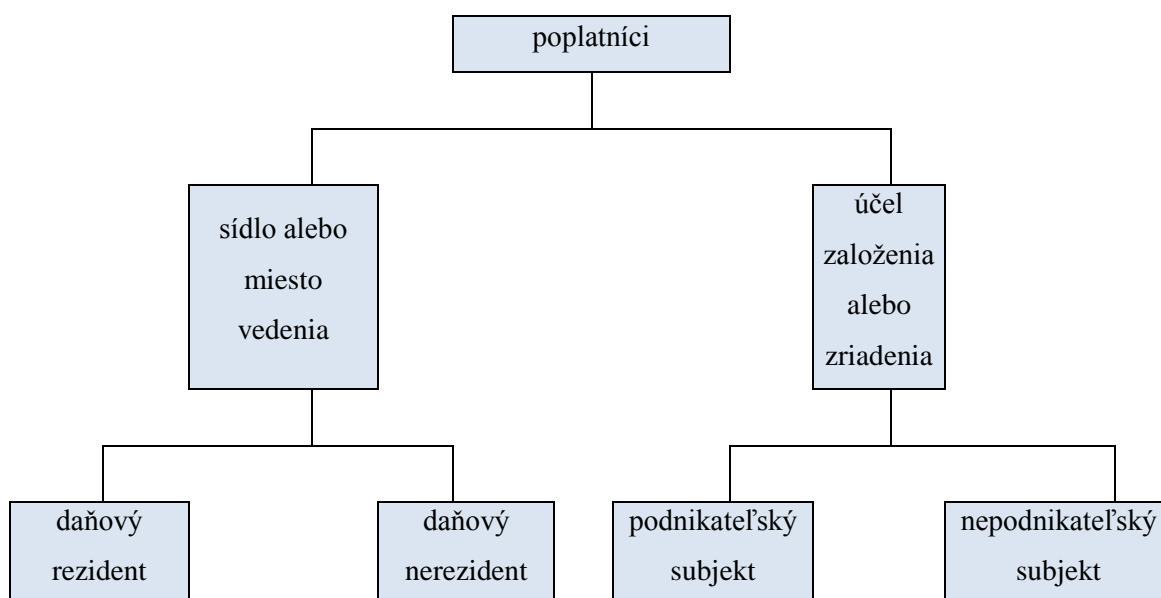 poplatníci
sídlo alebo
miesto
vedenia
účel
založenia
alebo
zriadenia
daňový
rezident
daňový
nerezident
podnikateľský
subjekt
nepodnikateľský
subjekt